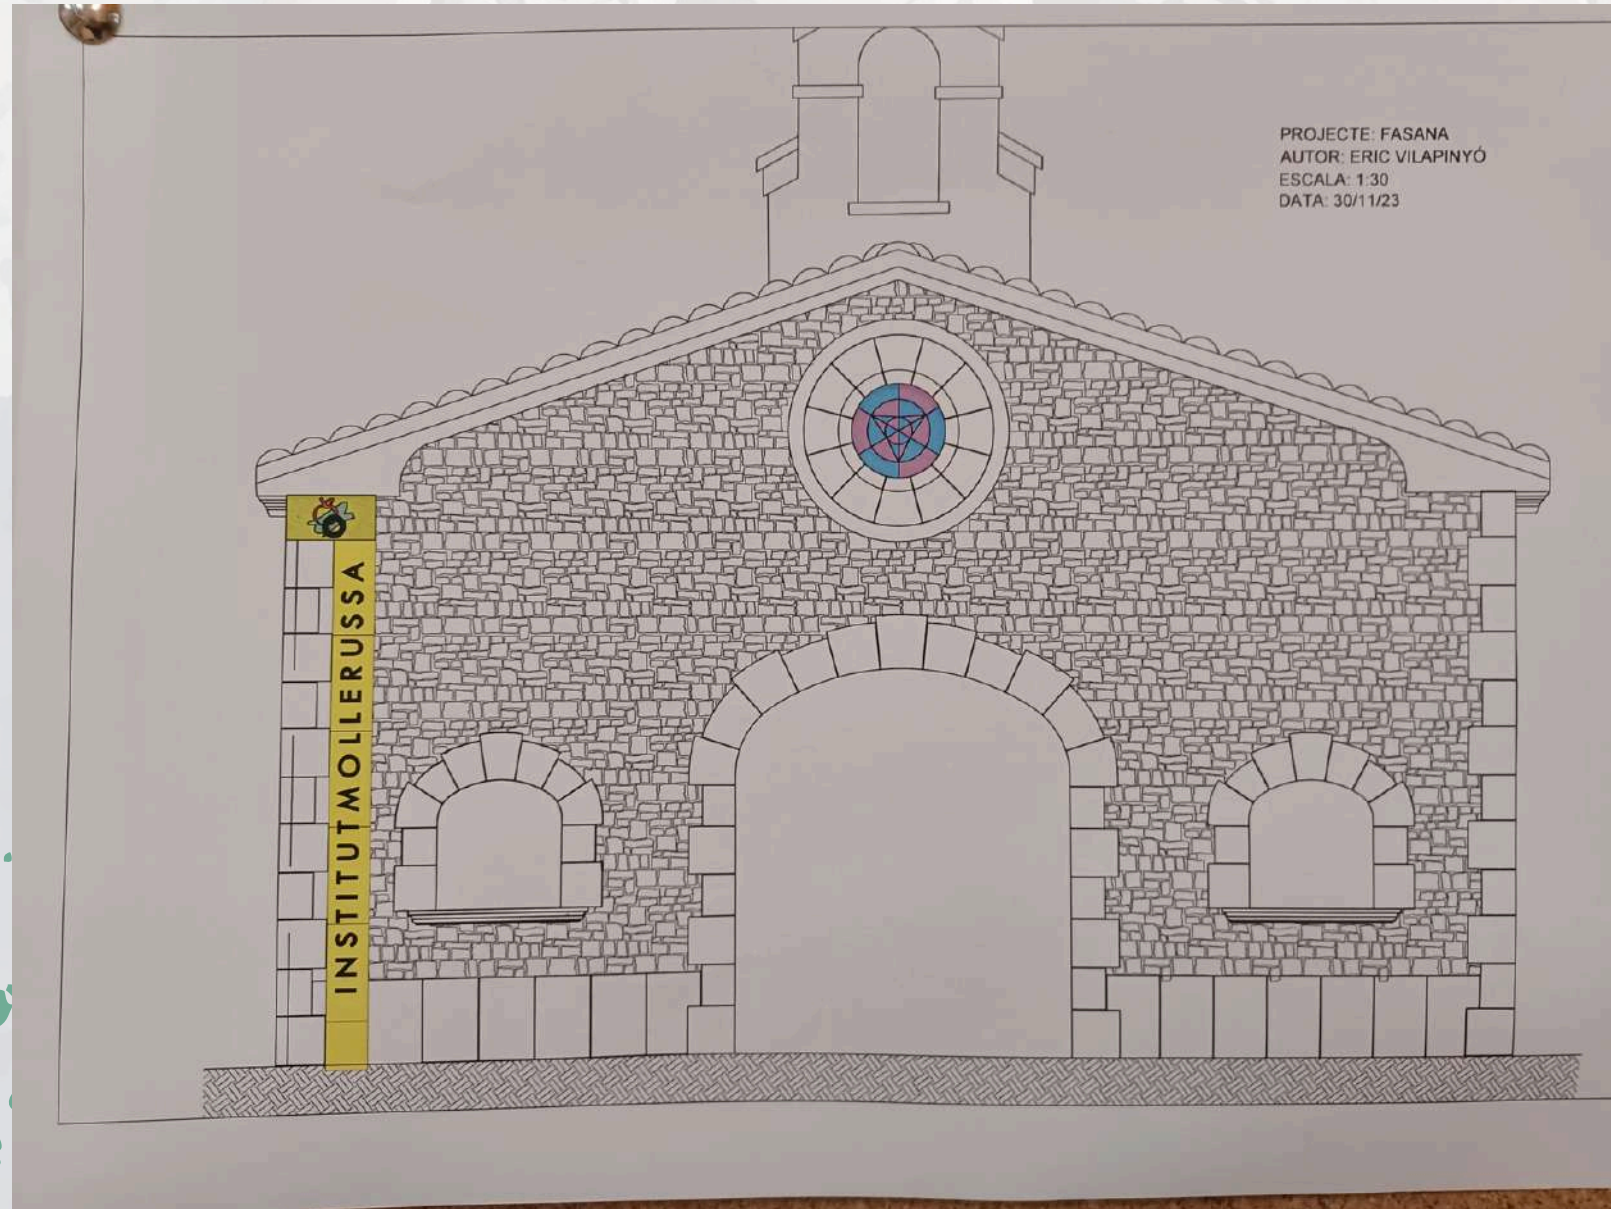 PROJECTE: FASANA
AUTOR: ERIC VILAPINYÓ
ESCALA: 1:30
DATA: 30/11/23
INSTITUTMOLLERUSSA